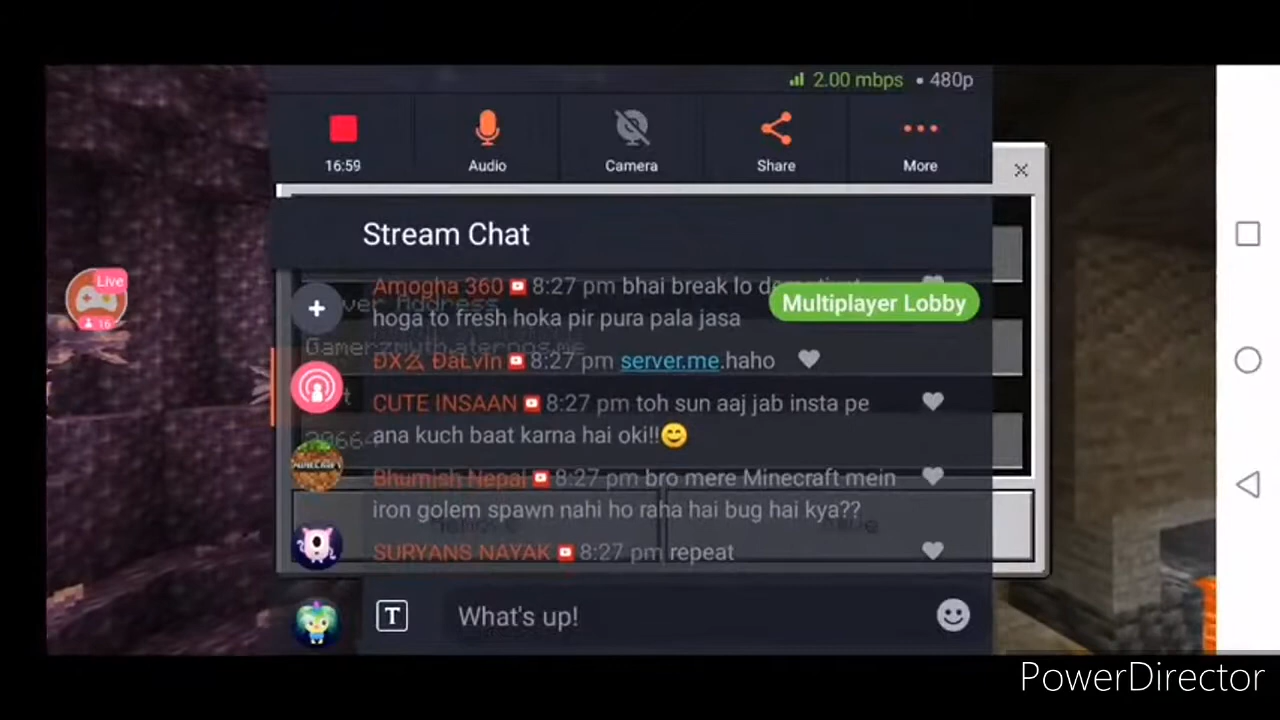 2.00 mbps • 480p
16:59
Audio
Camera
Share
More
Stream Chat
Live
16
Multiplayer Lobby
Amogha 360 8:27 pm bhai break lo
hoga to fresh hoka pir pura pala jasa
8:27 pm server.me.haho
CUTE INSAAN 8:27 pm toh sun aaj jab insta pe
ana kuch baat karna hai oki!!😊
Bhumish Nepal 8:27 pm bro mere Minecraft mein
iron golem spawn nahi ho raha hai bug hai kya??
SURYANS NAYAK 8:27 pm repeat
T What's up!
PowerDirector